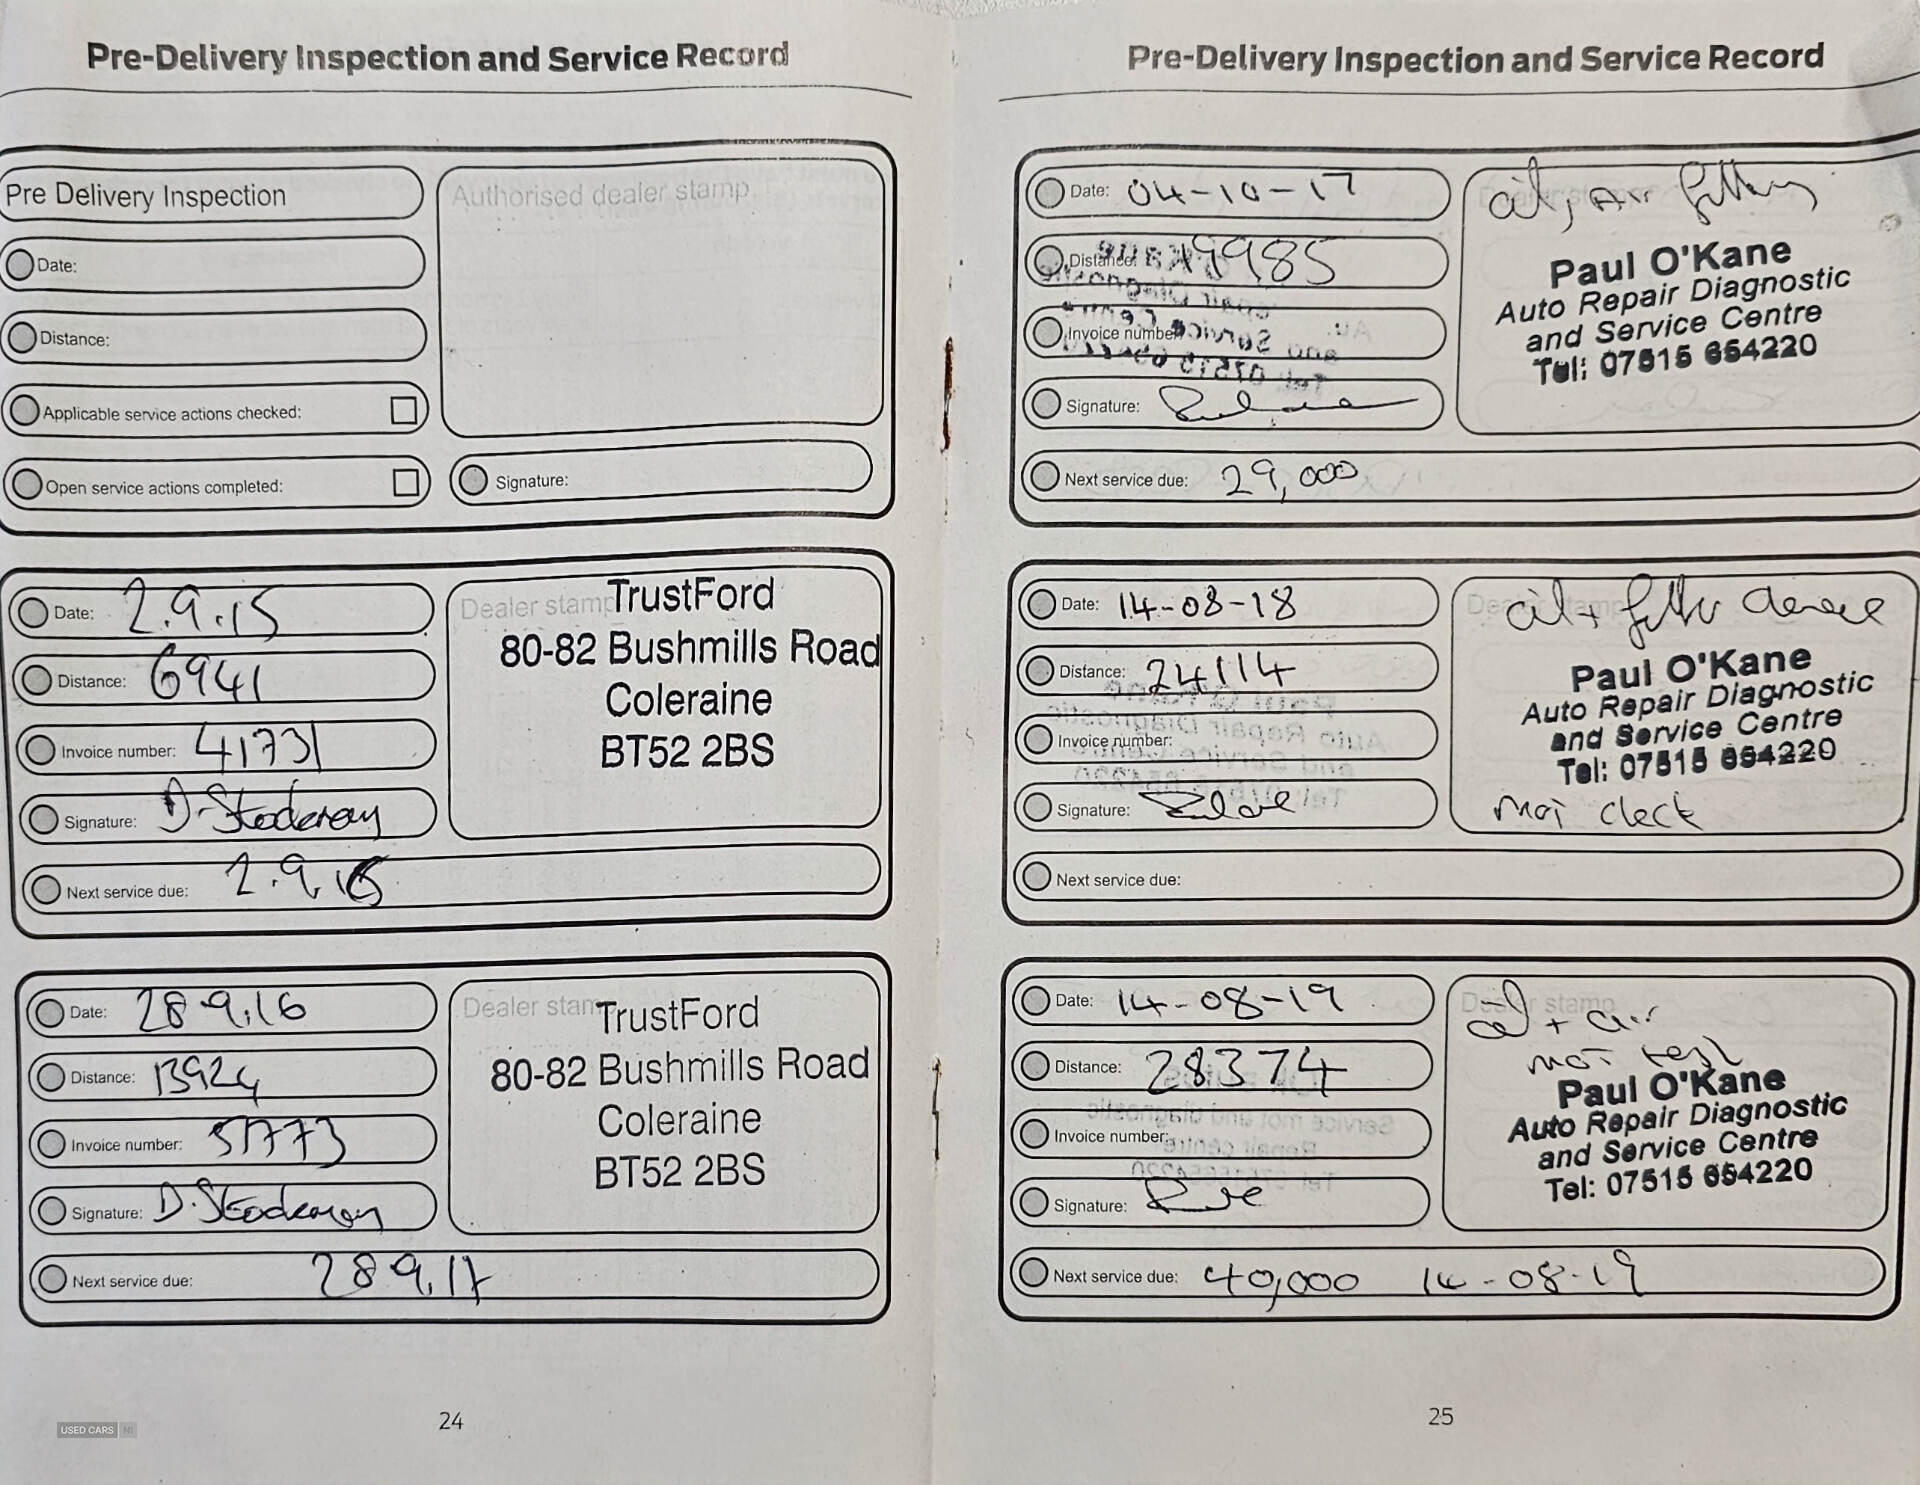 Pre-Delivery Inspection and Service Record
Pre Delivery Inspection
Authorised dealer stamp
Date:
Distance:
Applicable service actions checked:
Open service actions completed:
Signature:
Date: 2.9.15
Distance: 6941
Invoice number: 41731
Signature:
Next service due: 2.9.16
Dealer stamp
TrustFord
80-82 Bushmills Road
Coleraine
BT52 2BS
Date: 28.9.16
Distance: 13924
Invoice number: 51773
Signature:
Next service due: 28.9.17
Dealer stamp
TrustFord
80-82 Bushmills Road
Coleraine
BT52 2BS
24
USED CARS NI
Pre-Delivery Inspection and Service Record
Date: 04-10-17
Distance: 19985
Invoice number:
Signature:
Next service due: 29,000
oil, Air
Paul O'Kane
Auto Repair Diagnostic
and Service Centre
Tel: 07515 654220
Date: 14-08-18
Distance: 24114
Invoice number:
Signature:
Next service due:
Dealer stamp
oil + filter
Paul O'Kane
Auto Repair Diagnostic
and Service Centre
Tel: 07515 654220
MOT check
Date: 14-08-19
Distance: 28374
Invoice number:
Signature:
Next service due: 40,000 14-08-19
Dealer stamp
oil + air
MOT test
Paul O'Kane
Auto Repair Diagnostic
and Service Centre
Tel: 07515 654220
25